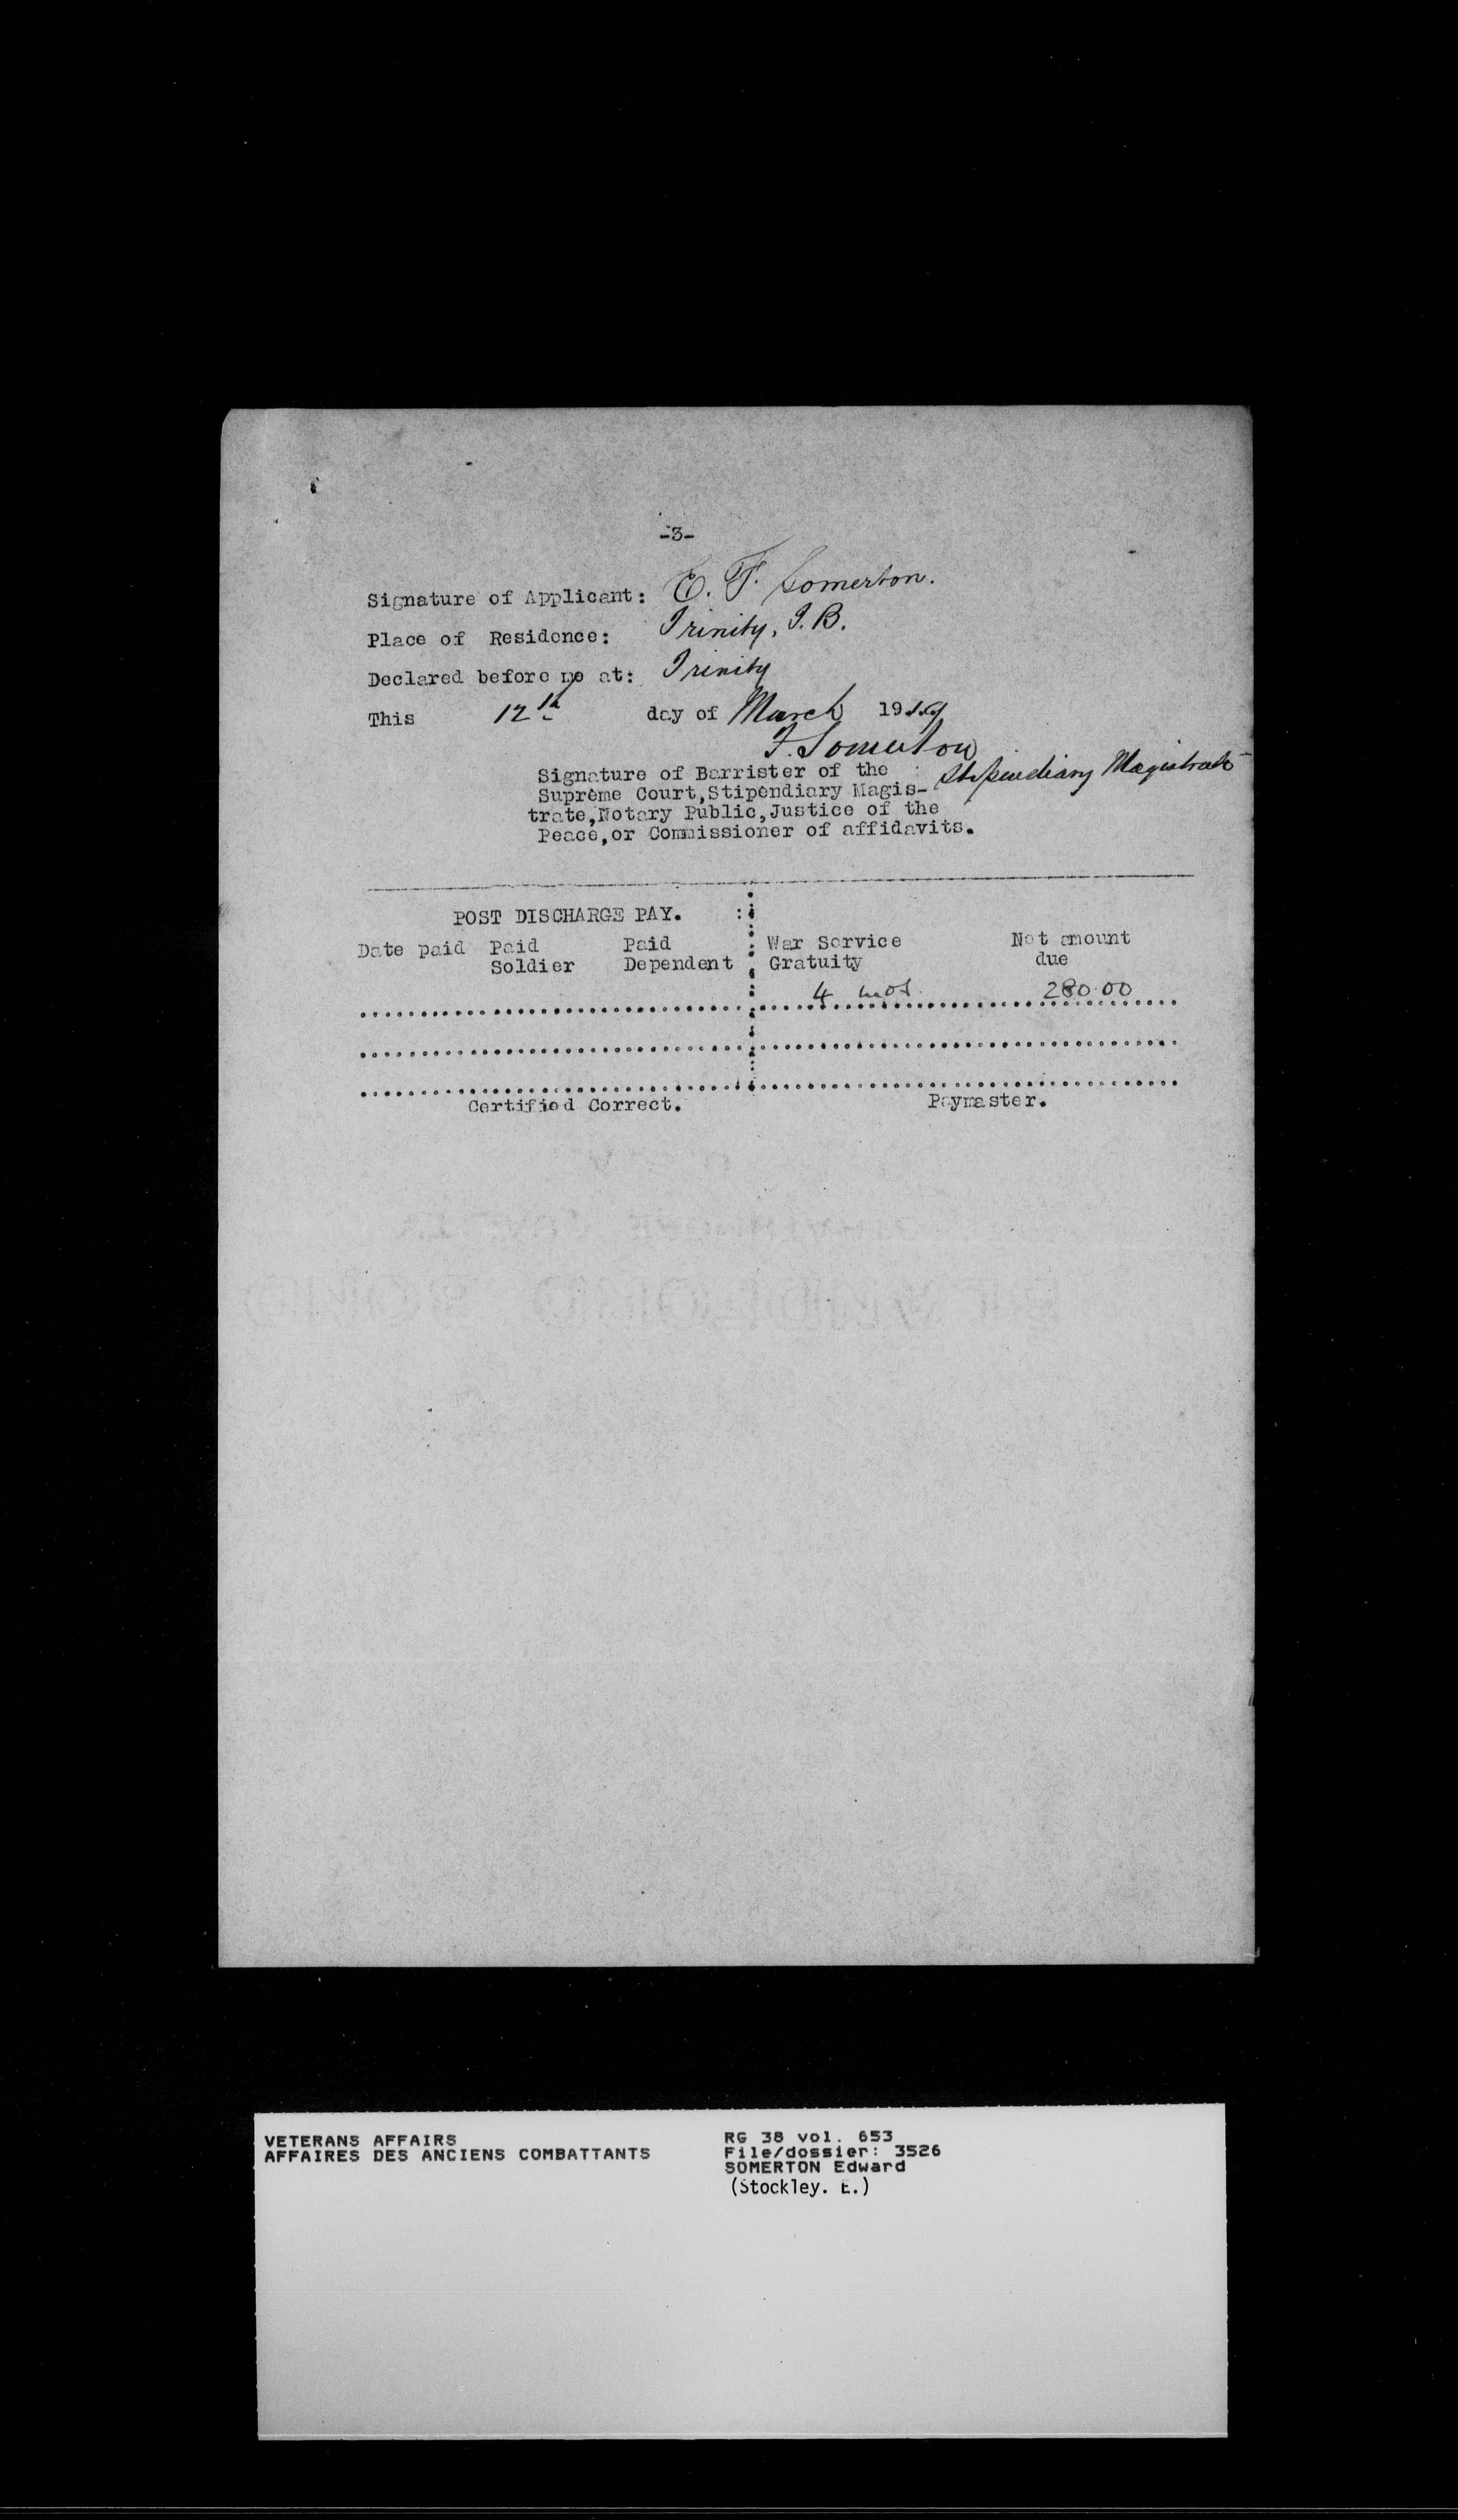 -3-
Signature of Applicant: E. F. Somerton.
Place of Residence: Trinity, T.B.
Declared before me at: Trinity
This 12th day of March 1919
F. Somerton
Signature of Barrister of the : Stipendiary Magistrate
Supreme Court,Stipendiary Magis-
trate,Notary Public,Justice of the
Peace,or Commissioner of affidavits.
POST DISCHARGE PAY.
Date paid Paid Paid War Service Net amount
Soldier Dependent Gratuity due
4 mos. 280.00
Certified Correct. Paymaster.
VETERANS AFFAIRS RG 38 vol. 653
AFFAIRES DES ANCIENS COMBATTANTS File/dossier: 3526
SOMERTON Edward
(Stockley. E.)